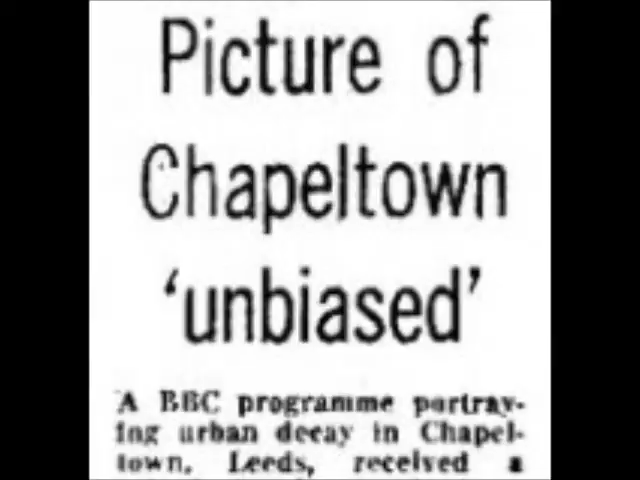 Picture of
Chapeltown
'unbiased'
A BBC programme portray-
ing urban decay in Chapel-
town, Leeds, received a